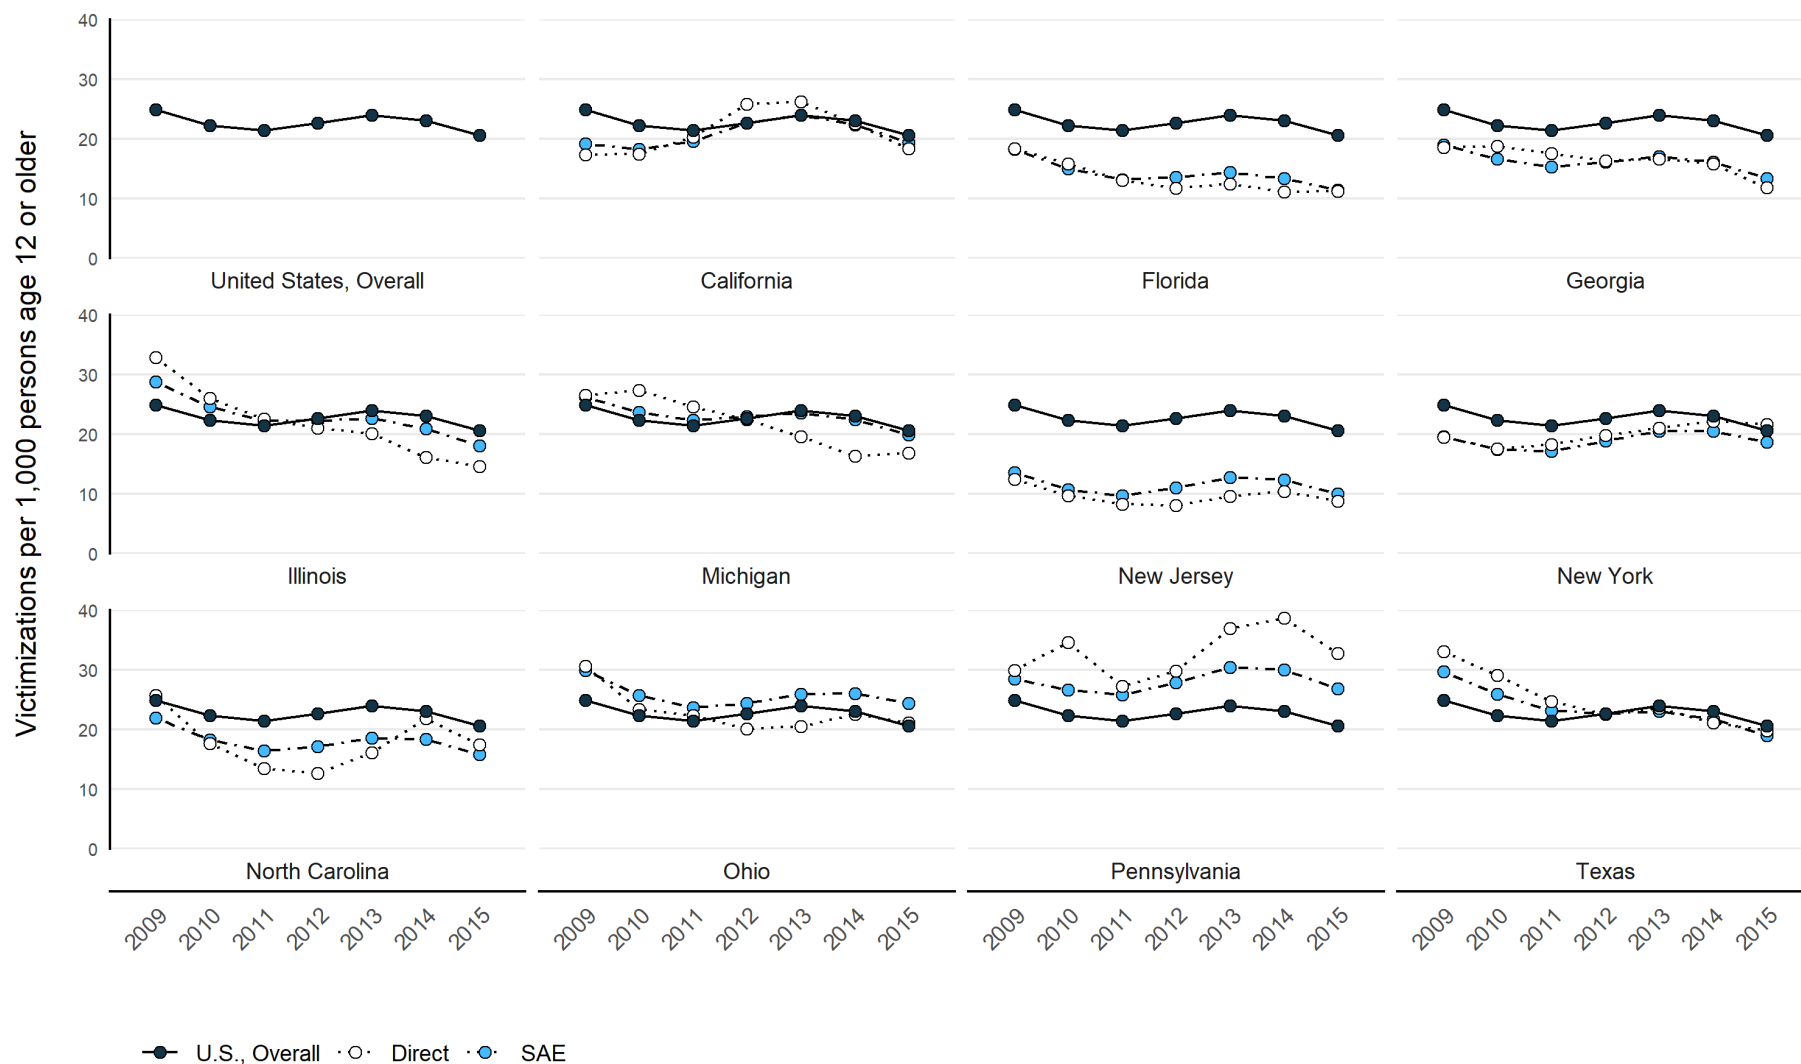 Victimizations per 1,000 persons age 12 or older
40
30
20
10
0
United States, Overall
California
Florida
Georgia
40
30
20
10
0
Illinois
Michigan
New Jersey
New York
40
30
20
10
0
North Carolina
Ohio
Pennsylvania
Texas
2009 2010 2011 2012 2013 2014 2015
2009 2010 2011 2012 2013 2014 2015
2009 2010 2011 2012 2013 2014 2015
2009 2010 2011 2012 2013 2014 2015
U.S., Overall Direct SAE